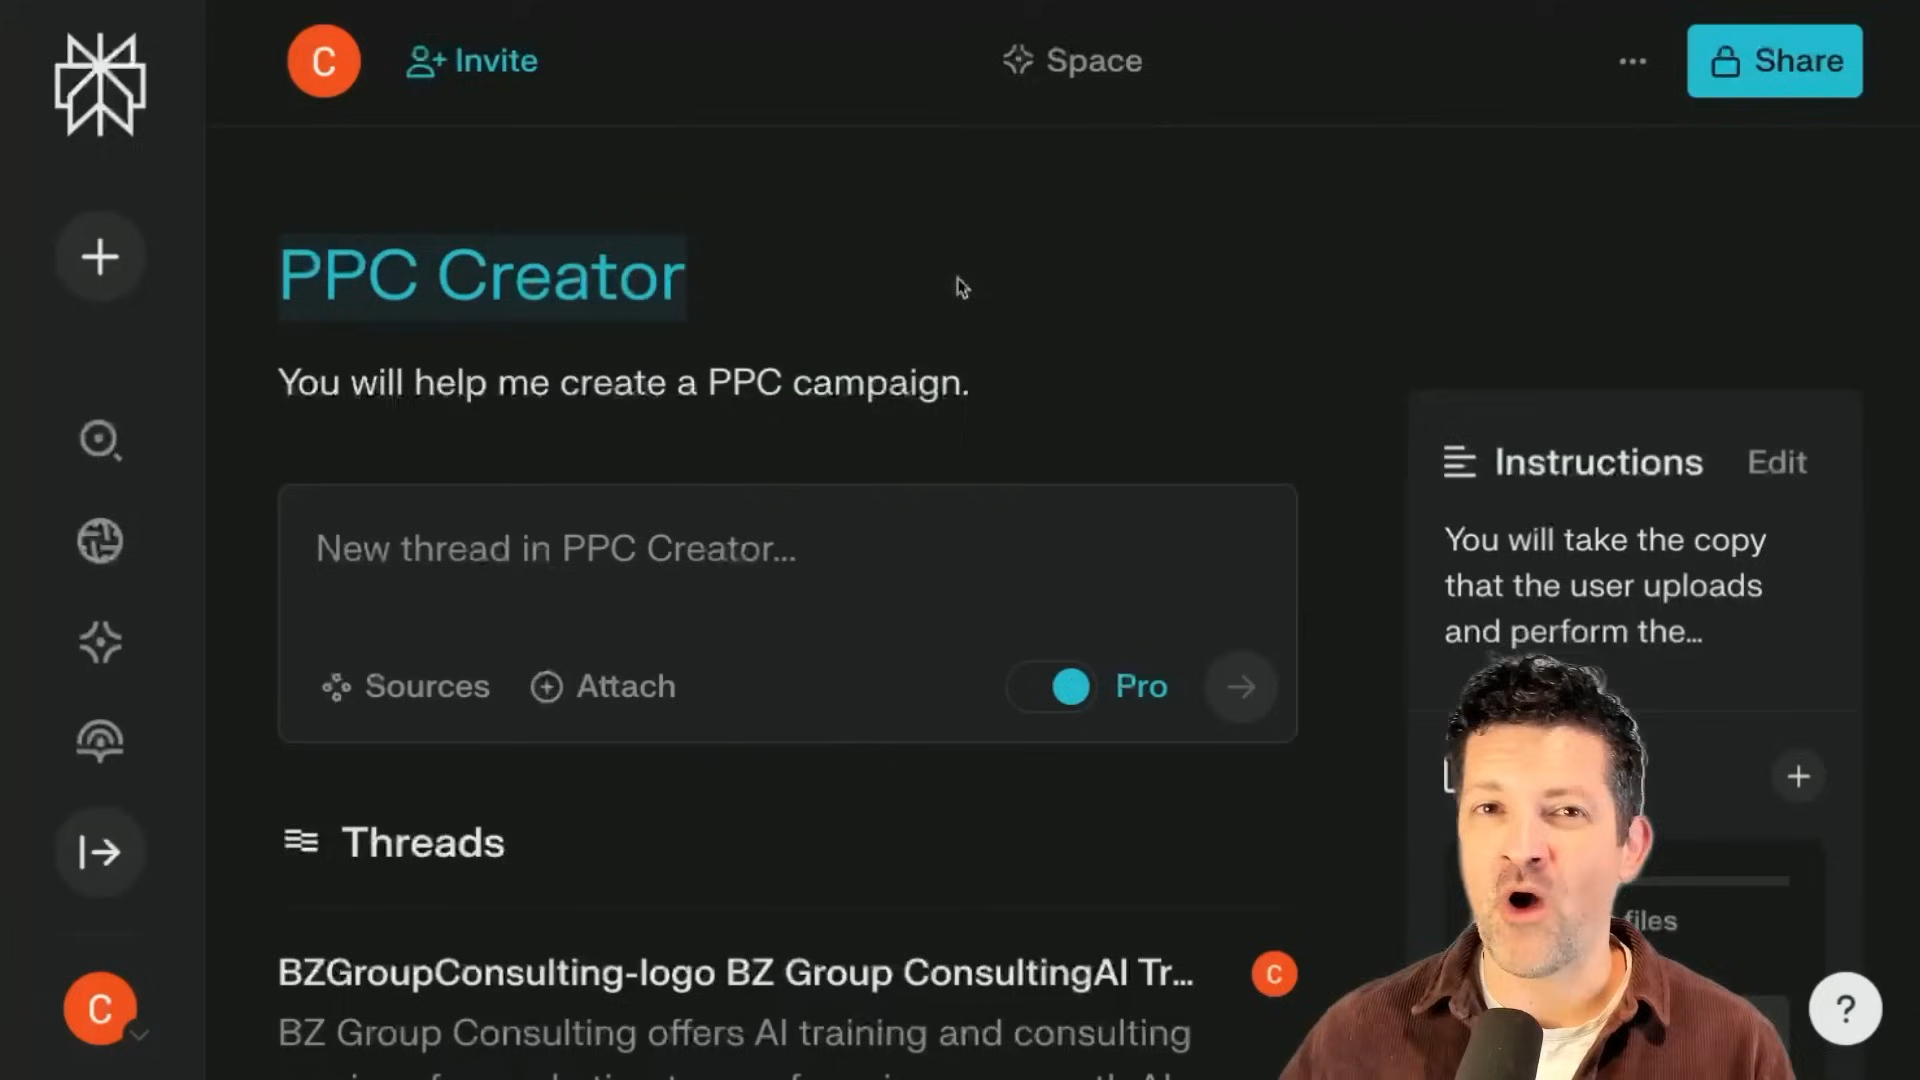 C
Invite
Space
Share
PPC Creator
You will help me create a PPC campaign.
New thread in PPC Creator...
Sources
Attach
Pro
Instructions
Edit
You will take the copy
that the user uploads
and perform the...
files
Threads
BZGroupConsulting-logo BZ Group ConsultingAI Tr...
C
BZ Group Consulting offers AI training and consulting
C
?